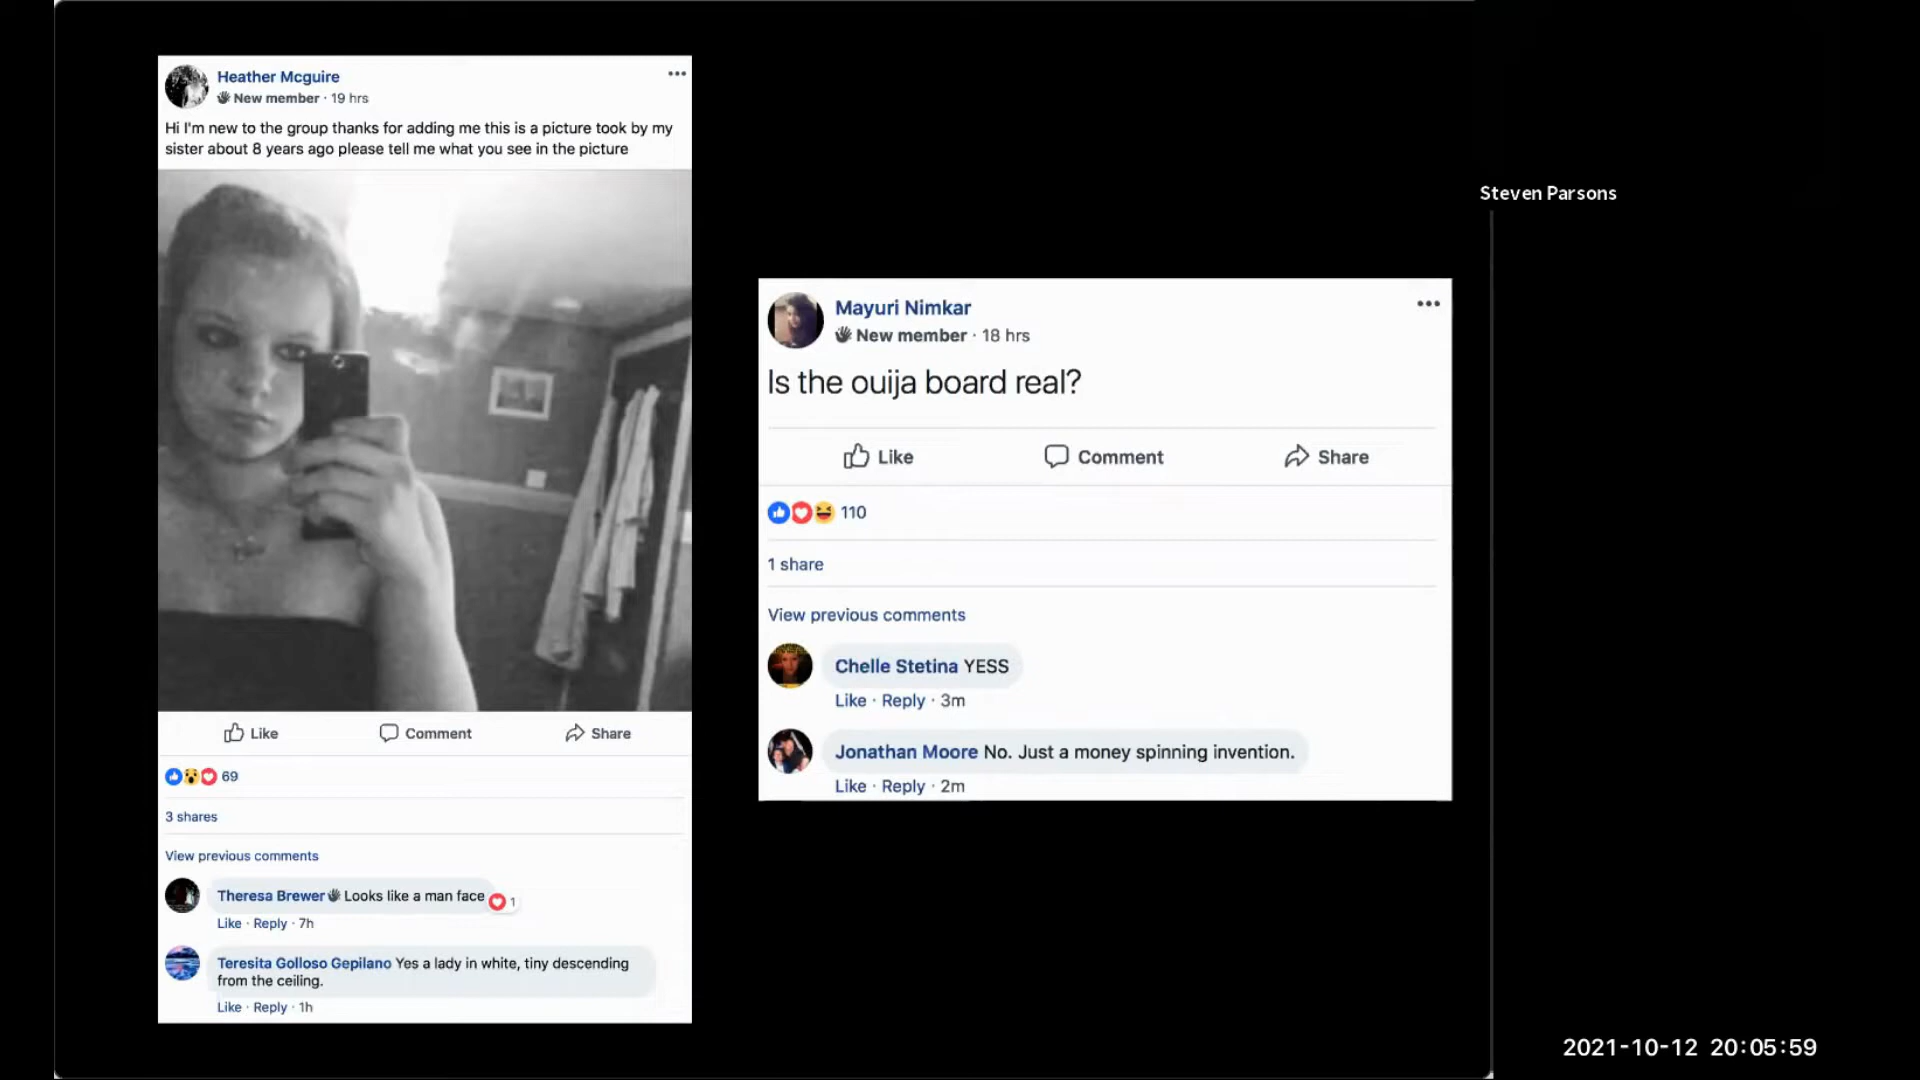 Heather Mcguire
New member · 19 hrs
Hi I'm new to the group thanks for adding me this is a picture took by my
sister about 8 years ago please tell me what you see in the picture
Like Comment Share
69
3 shares
View previous comments
Theresa Brewer Looks like a man face
1
Like · Reply · 7h
Teresita Golloso Gepilano Yes a lady in white, tiny descending
from the ceiling.
Like · Reply · 1h
Mayuri Nimkar
New member · 18 hrs
Is the ouija board real?
Like Comment Share
110
1 share
View previous comments
Chelle Stetina YESS
Like · Reply · 3m
Jonathan Moore No. Just a money spinning invention.
Like · Reply · 2m
Steven Parsons
2021-10-12 20:05:59